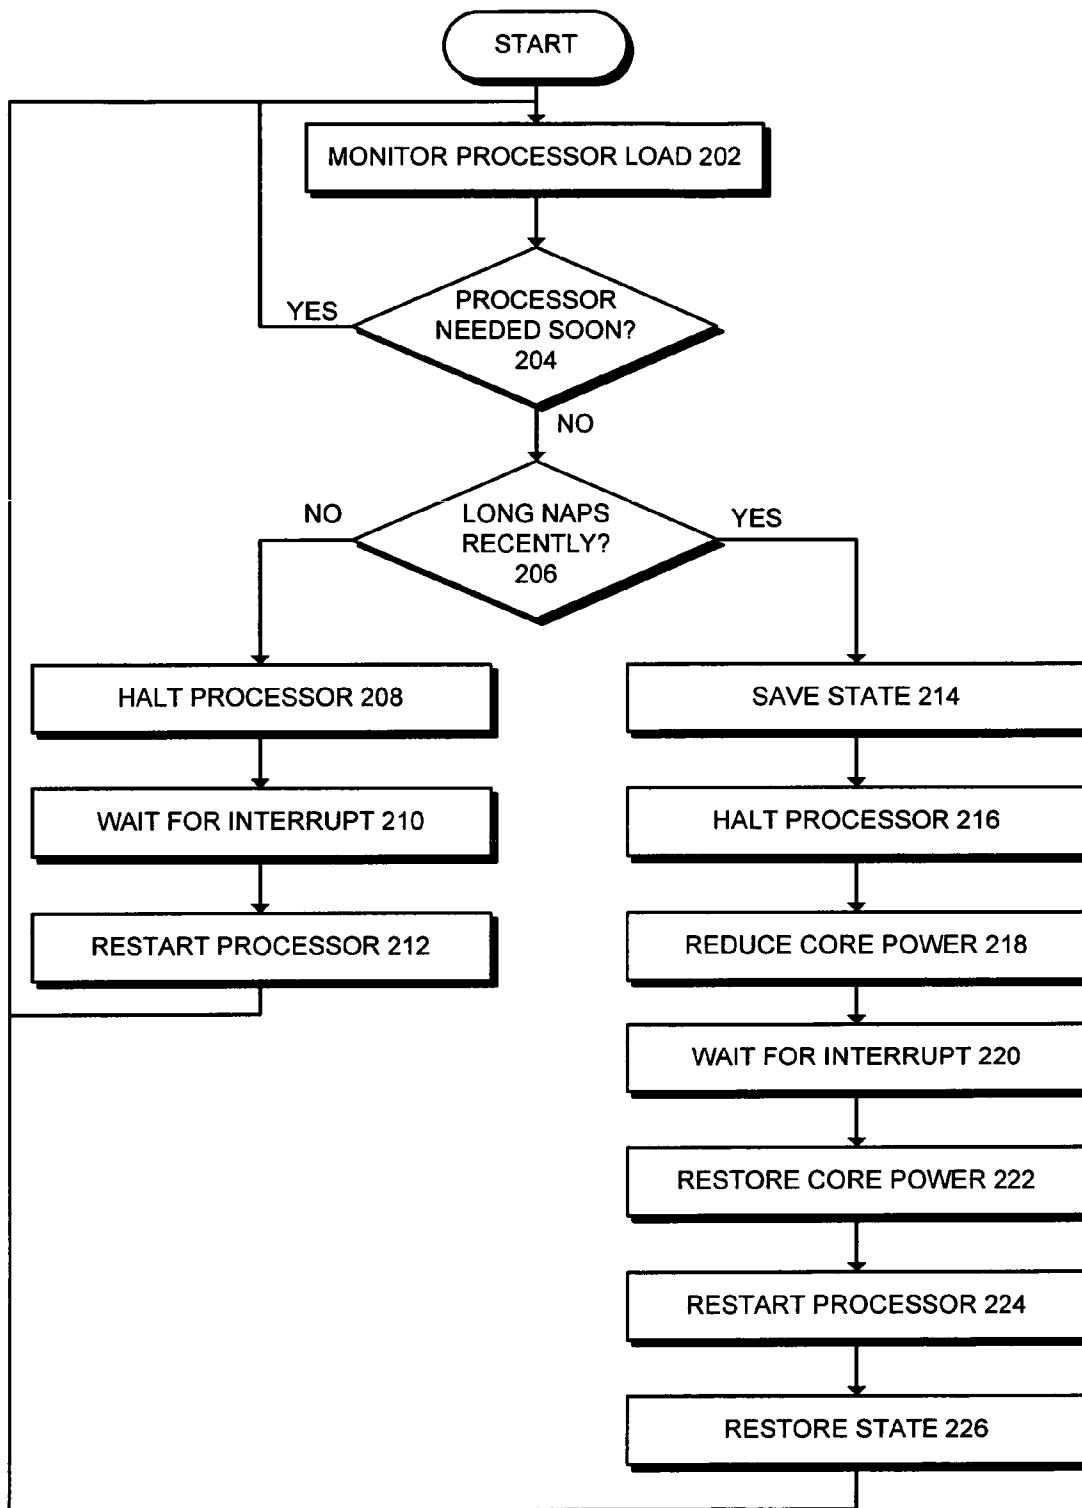 START
MONITOR PROCESSOR LOAD 202
PROCESSOR
NEEDED SOON?
204
YES
NO
LONG NAPS
RECENTLY?
206
NO
YES
HALT PROCESSOR 208
WAIT FOR INTERRUPT 210
RESTART PROCESSOR 212
SAVE STATE 214
HALT PROCESSOR 216
REDUCE CORE POWER 218
WAIT FOR INTERRUPT 220
RESTORE CORE POWER 222
RESTART PROCESSOR 224
RESTORE STATE 226